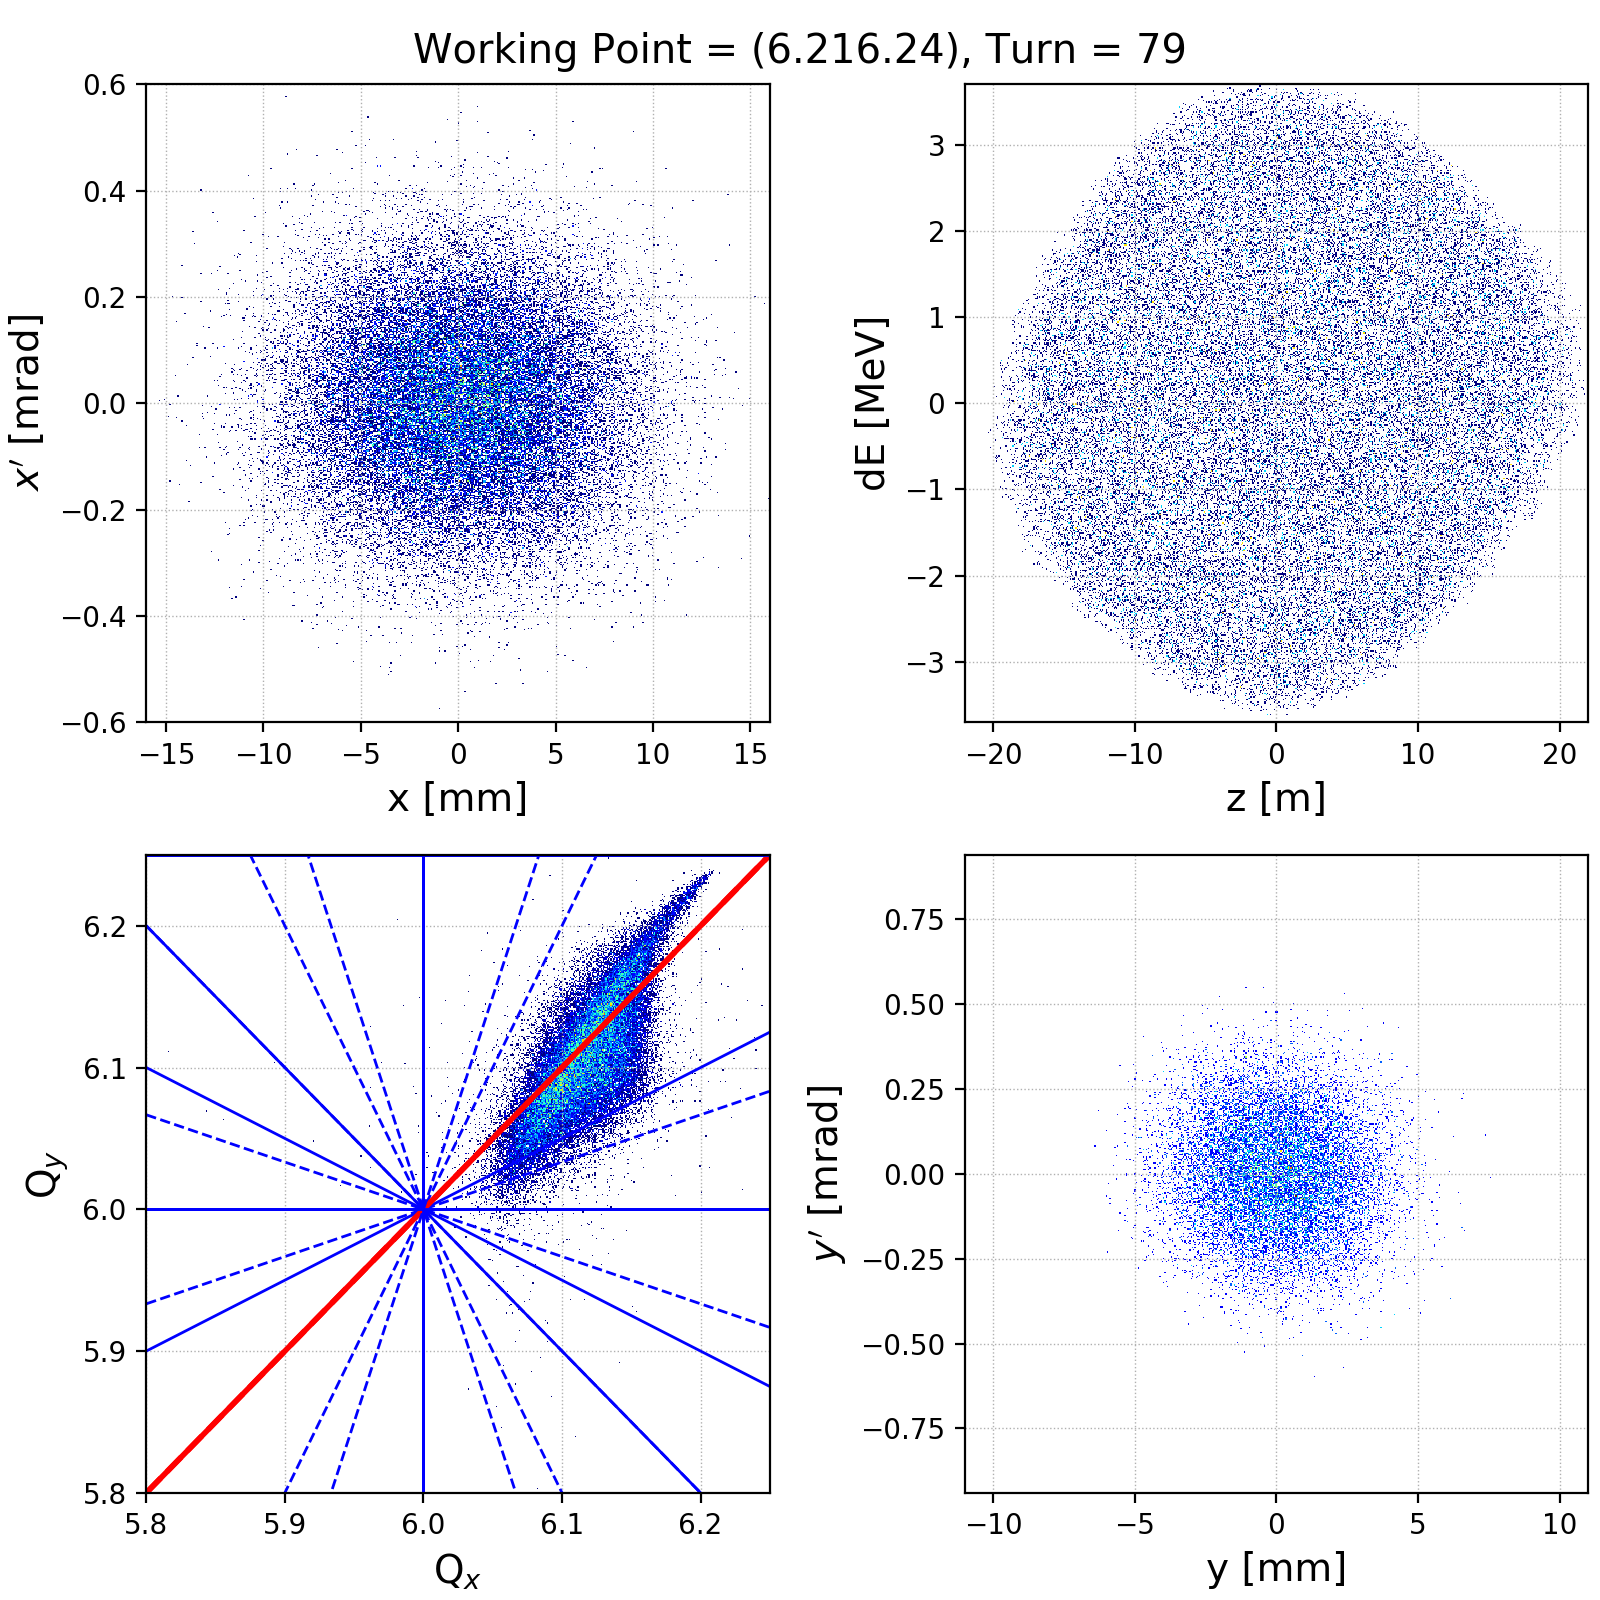 Working Point = (6.216.24), Turn = 79
0.6
0.4
0.2
0.0
−0.2
−0.4
−0.6
x′ [mrad]
−15 −10 −5 0 5 10 15
x [mm]
3
2
1
0
−1
−2
−3
dE [MeV]
−20 −10 0 10 20
z [m]
6.2
6.1
6.0
5.9
5.8
Qy
5.8 5.9 6.0 6.1 6.2
Qx
0.75
0.50
0.25
0.00
−0.25
−0.50
−0.75
y′ [mrad]
−10 −5 0 5 10
y [mm]